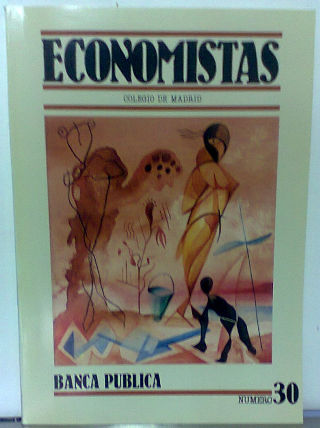 ECONOMISTAS
COLEGIO DE MADRID
BANCA PUBLICA
NUMERO 30